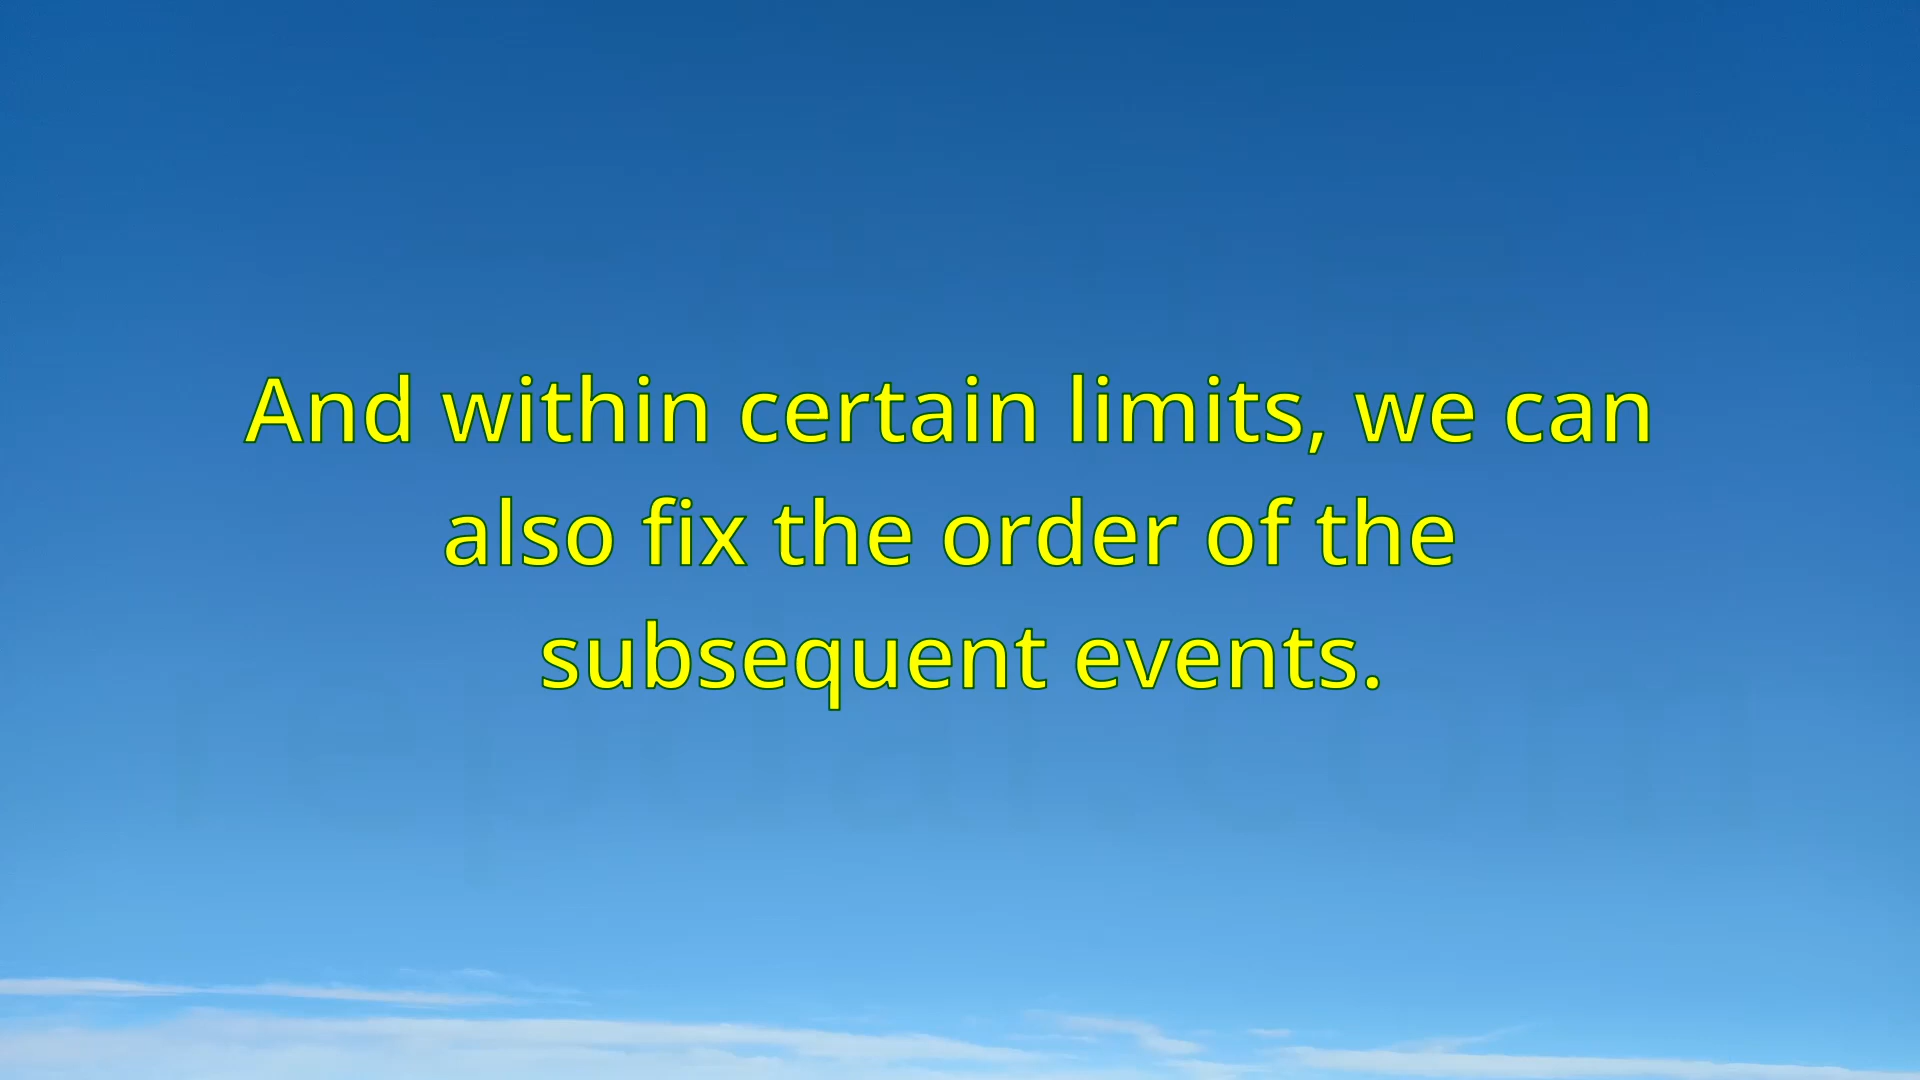 And within certain limits, we can
also fix the order of the
subsequent events.